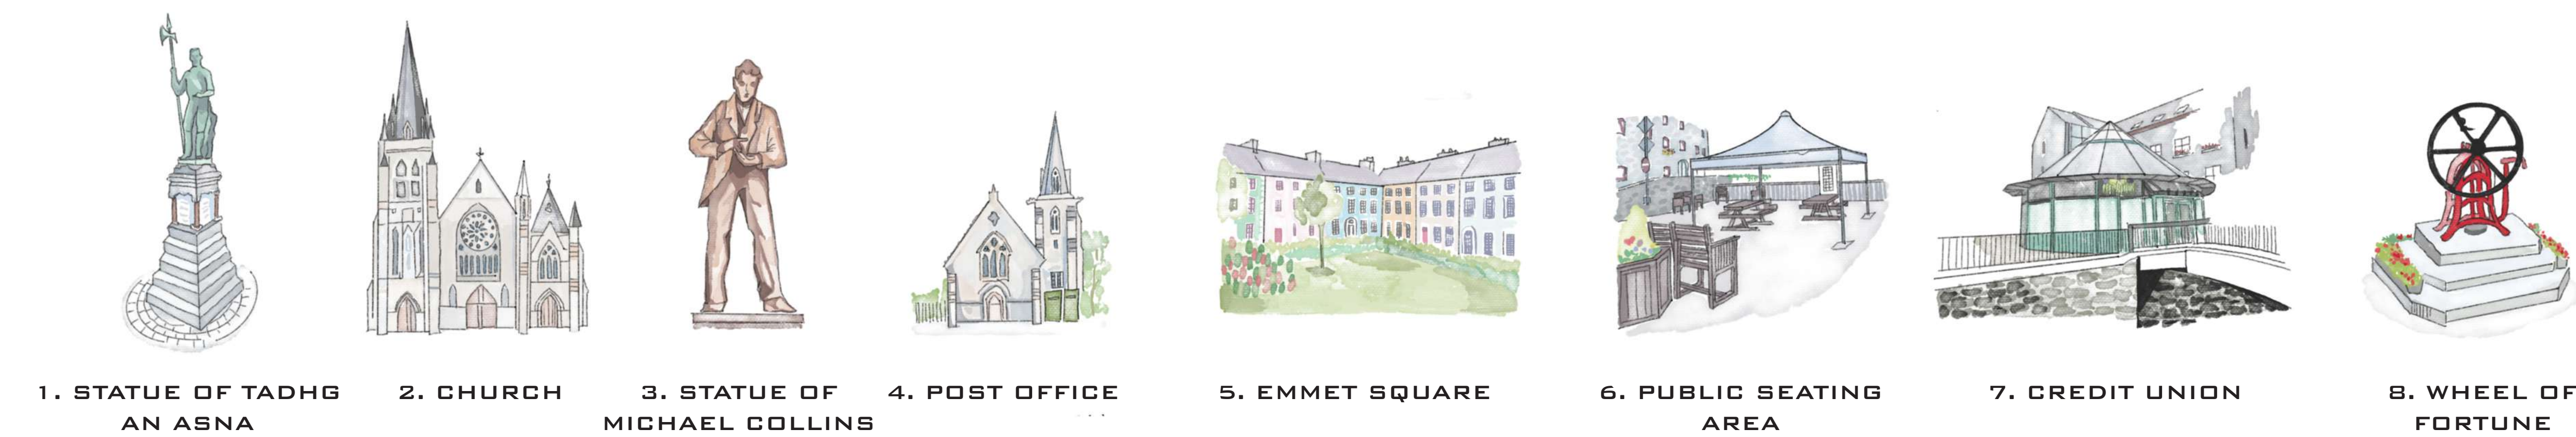 1. STATUE OF TADHG
AN ASNA
2. CHURCH
3. STATUE OF
MICHAEL COLLINS
4. POST OFFICE
5. EMMET SQUARE
6. PUBLIC SEATING
AREA
7. CREDIT UNION
8. WHEEL OF
FORTUNE